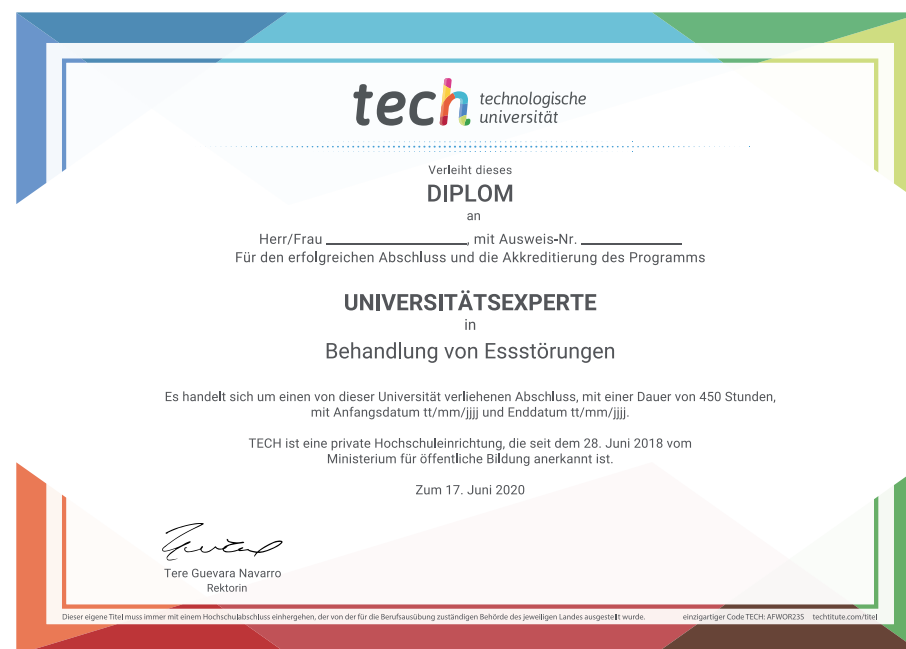 tech technologische
universität
Verleiht dieses
DIPLOM
an
Herr/Frau ____________, mit Ausweis-Nr. ____________
Für den erfolgreichen Abschluss und die Akkreditierung des Programms
UNIVERSITÄTSEXPERTE
in
Behandlung von Essstörungen
Es handelt sich um einen von dieser Universität verliehenen Abschluss, mit einer Dauer von 450 Stunden,
mit Anfangsdatum tt/mm/jjjj und Enddatum tt/mm/jjjj.
TECH ist eine private Hochschuleinrichtung, die seit dem 28. Juni 2018 vom
Ministerium für öffentliche Bildung anerkannt ist.
Zum 17. Juni 2020
Tere Guevara Navarro
Rektorin
Dieser eigene Titel muss immer mit einem Hochschulabschluss einhergehen, der von der für die Berufsausübung zuständigen Behörde des jeweiligen Landes ausgestellt wurde. einzigartiger Code TECH: AFWOR235 techtitute.com/titel